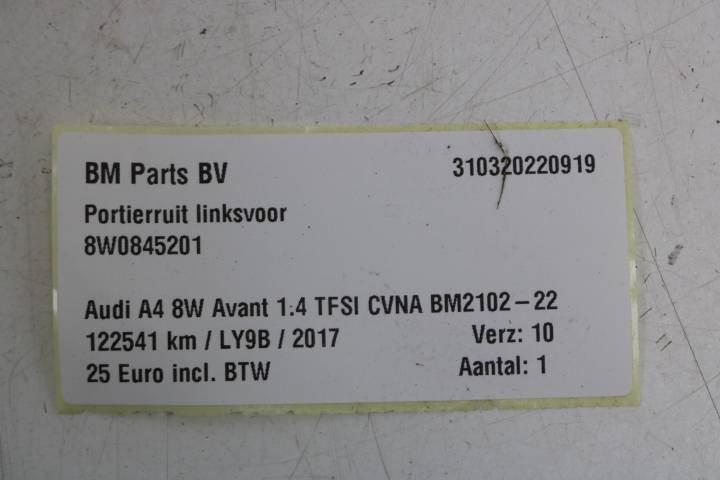 BM Parts BV 310320220919
Portierruit linksvoor
8W0845201
Audi A4 8W Avant 1.4 TFSI CVNA BM2102-22
122541 km / LY9B / 2017 Verz: 10
25 Euro incl. BTW Aantal: 1